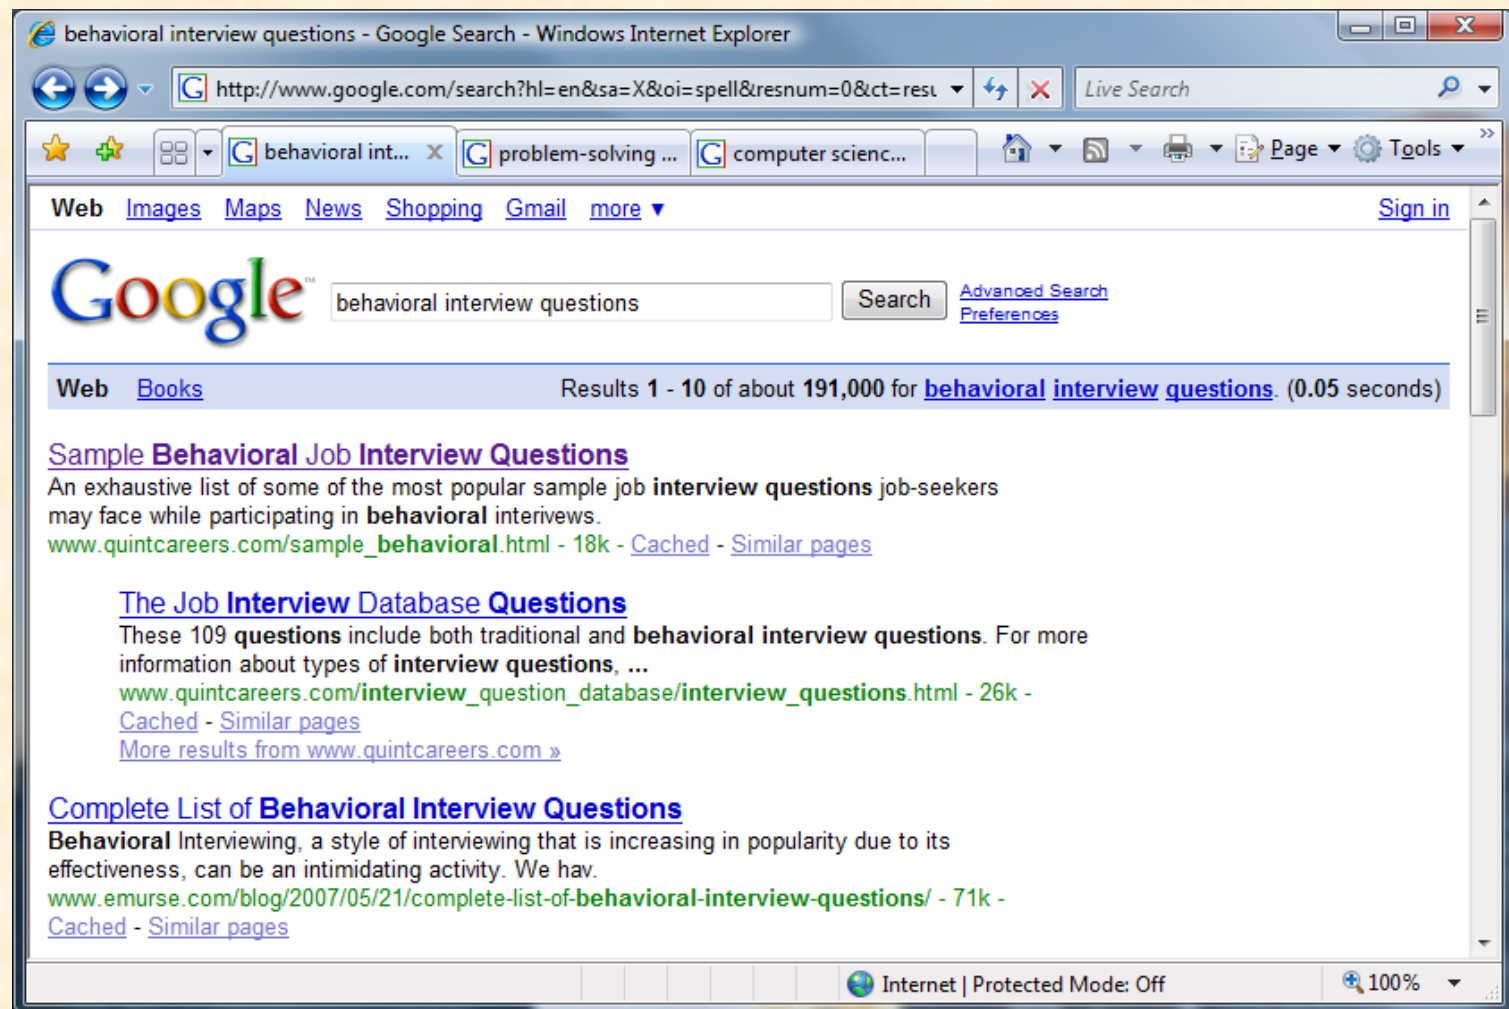 behavioral interview questions - Google Search - Windows Internet Explorer
http://www.google.com/search?hl=en&sa=X&oi=spell&resnum=0&ct=resu
Live Search
behavioral int...
problem-solving ...
computer scienc...
Page
Tools
Web Images Maps News Shopping Gmail more ▼
Sign in
Google™
behavioral interview questions
Search
Advanced Search
Preferences
Web Books
Results 1 - 10 of about 191,000 for behavioral interview questions. (0.05 seconds)
Sample Behavioral Job Interview Questions
An exhaustive list of some of the most popular sample job interview questions job-seekers
may face while participating in behavioral interivews.
www.quintcareers.com/sample_behavioral.html - 18k - Cached - Similar pages
The Job Interview Database Questions
These 109 questions include both traditional and behavioral interview questions. For more
information about types of interview questions, ...
www.quintcareers.com/interview_question_database/interview_questions.html - 26k -
Cached - Similar pages
More results from www.quintcareers.com »
Complete List of Behavioral Interview Questions
Behavioral Interviewing, a style of interviewing that is increasing in popularity due to its
effectiveness, can be an intimidating activity. We hav.
www.emurse.com/blog/2007/05/21/complete-list-of-behavioral-interview-questions/ - 71k -
Cached - Similar pages
Internet | Protected Mode: Off
100%